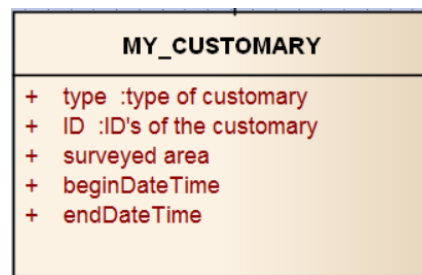 MY_CUSTOMARY
+ type :type of customary
+ ID :ID's of the customary
+ surveyed area
+ beginDateTime
+ endDateTime